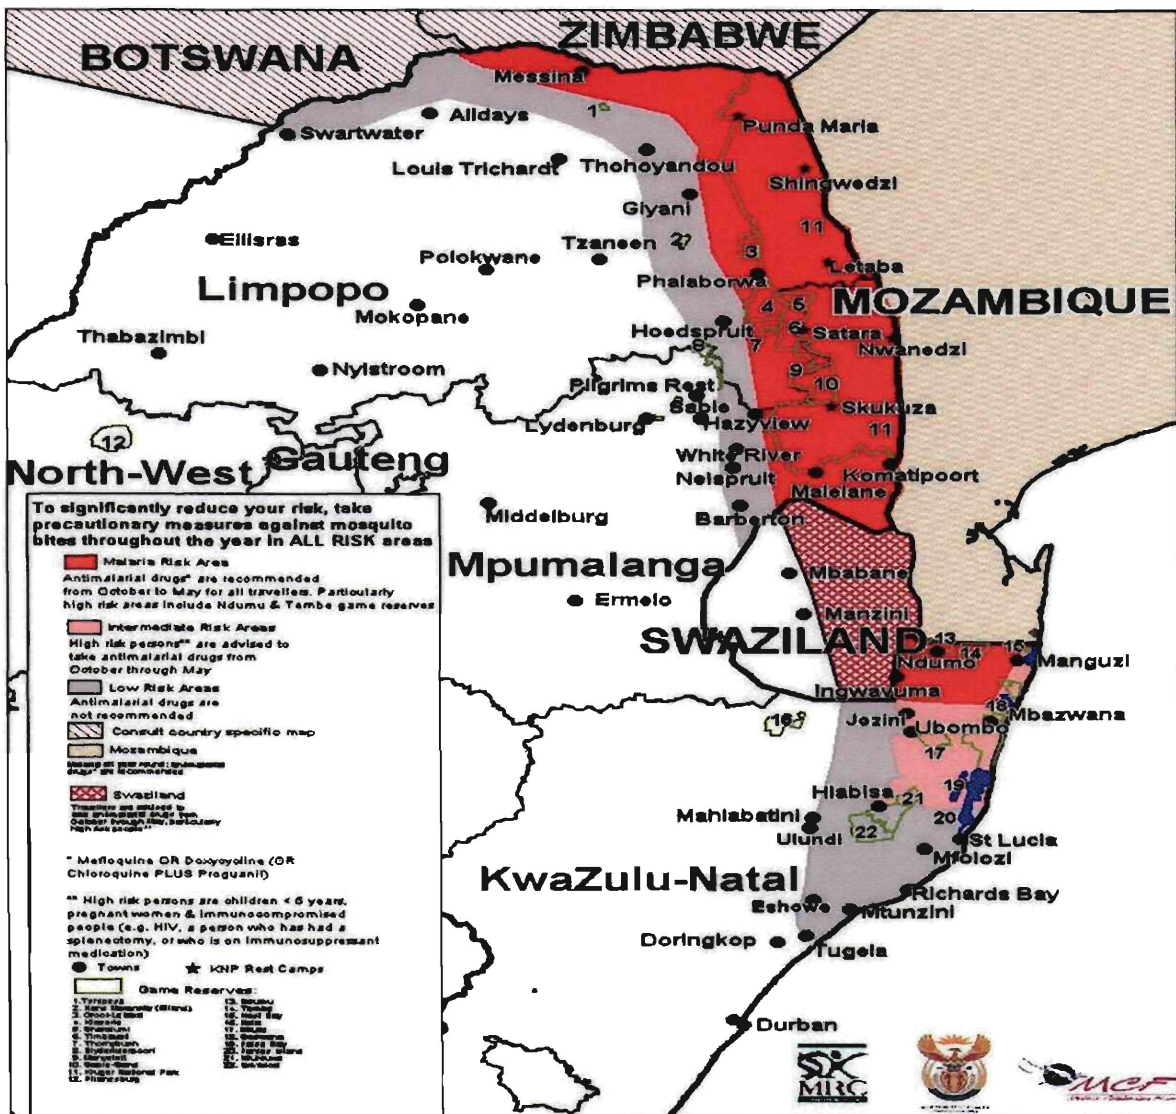 BOTSWANA
ZIMBABWE
Messina
1
Punda Maria
Alldays
Swartwater
Louis Trichardt
Thohoyandou
Shingwedzi
Giyani
11
Ellisras
2
Tzaneen
3
Polokwane
Letaba
Limpopo
Phalaborwa
MOZAMBIQUE
Mokopane
4
5
Hoedspruit
6
Satara
Thabazimbi
8
7
Nwanedzi
Nylstroom
9
Pilgrims Rest
10
Sabie
Skukuza
Lydenburg
Hazyview
11
12
White River
North-West
Gauteng
Nelspruit
Komatipoort
Malelane
Middelburg
Barberton
Mpumalanga
Mbabane
Ermelo
Manzini
SWAZILAND
13
14
15
Ndumo
Manguzi
Ingwavuma
18
16
Jozini
Mbazwana
Ubombo
17
Hlabisa
21
19
Mahlabatini
20
Ulundi
22
St Lucia
Mfolozi
KwaZulu-Natal
Richards Bay
Eshowe
Mtunzini
Doringkop
Tugela
Durban
To significantly reduce your risk, take
precautionary measures against mosquito
bites throughout the year in ALL RISK areas
Malaria Risk Area
Antimalarial drugs* are recommended
from October to May for all travellers. Particularly
high risk areas include Ndumu & Tembe game reserves
Intermediate Risk Areas
High risk persons** are advised to
take antimalarial drugs from
October through May
Low Risk Areas
Antimalarial drugs are
not recommended
Consult country specific map
Mozambique
Swaziland
* Mefloquine OR Doxycycline (OR
Chloroquine PLUS Proguanil)
** High risk persons are children < 5 years,
pregnant women & immunocompromised
people (e.g. HIV, a person who has had a
splenectomy, or who is on immunosuppressant
medication)
Towns
KNP Rest Camps
Game Reserves:
11. Kruger National Park
MRC
MCF